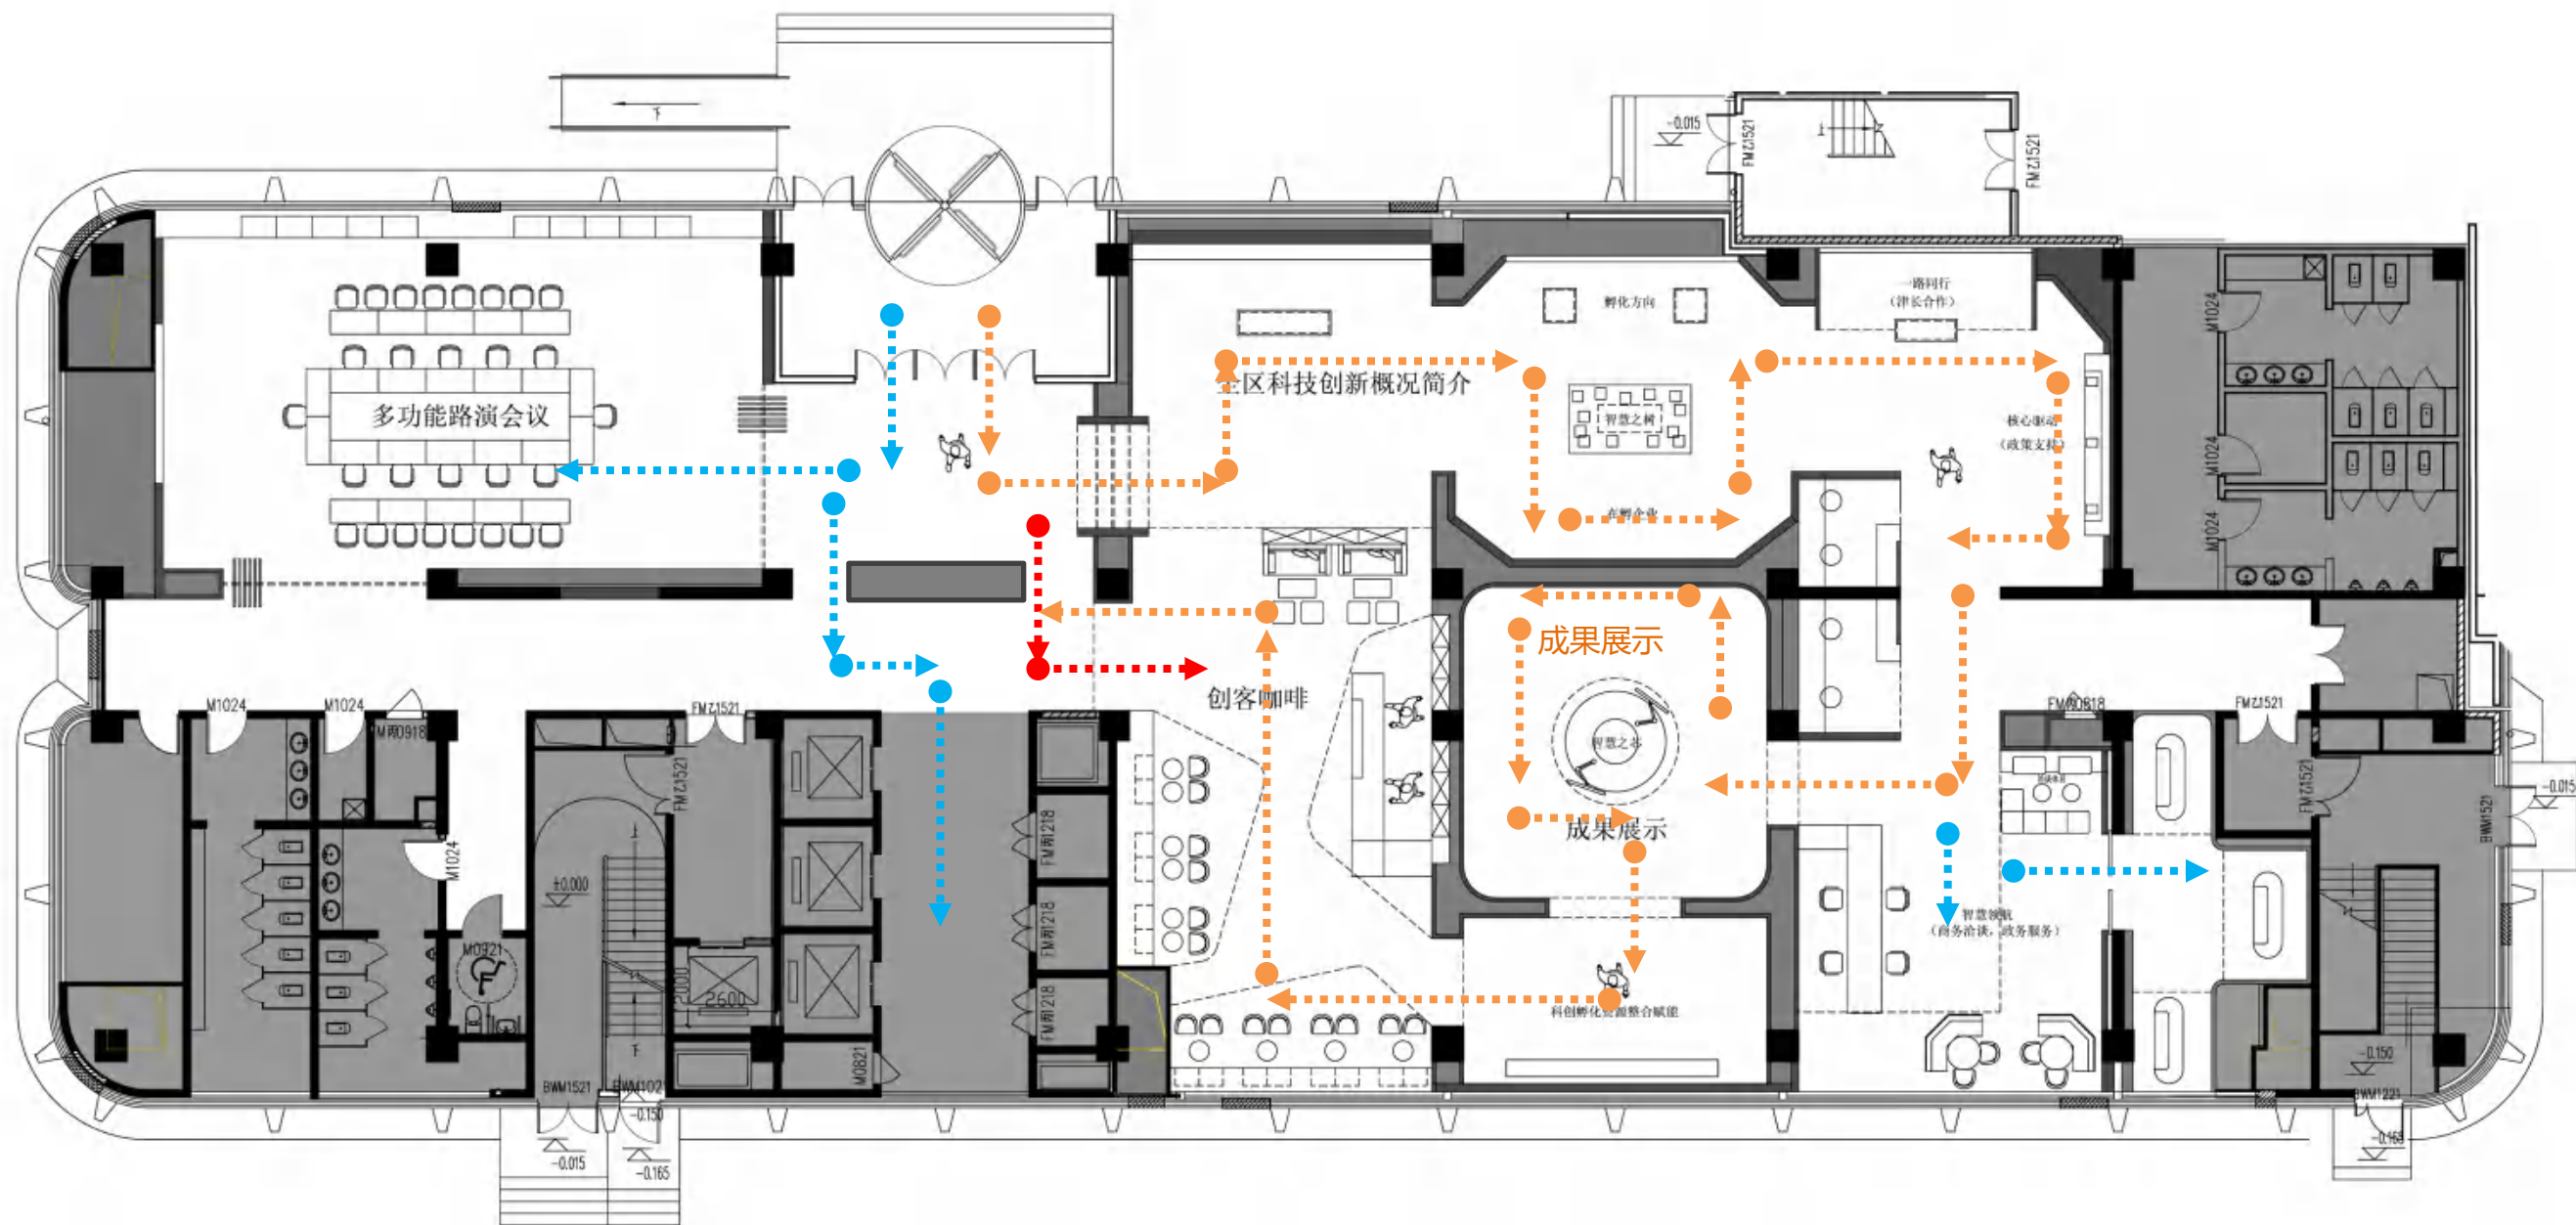 下
-0.015
FM乙1521
上
FM乙1521
一路同行
(津长合作)
孵化方向
M1024
全区科技创新概况简介
多功能路演会议
智慧之树
核心驱动
(政策支持)
M1024
在孵企业
M1024
成果展示
创客咖啡
M1024
M1024
FM乙1521
FM丙0818
FM乙1521
FM丙0918
智慧之芯
FM乙1521
FM乙1521
BWM1521
-0.015
成果展示
FM丙1218
M1024
上
±0.000
智慧领航
(商务洽谈，政务服务)
FM丙1218
M0921
2000
2600
科创孵化资源整合赋能
FM丙1218
下
M0821
-0.150
BWM1521
BWM1021
BWM1221
-0.150
-0.015
-0.165
-0.165